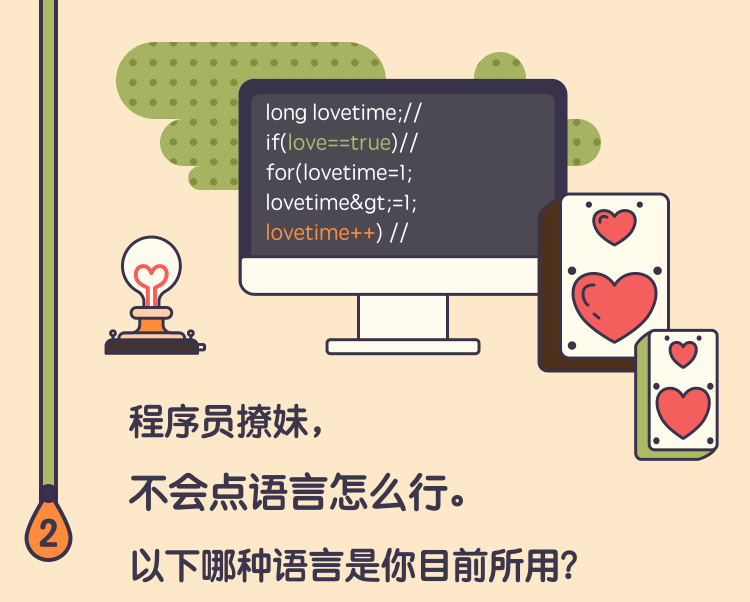 long lovetime;//
if(love==true)//
for(lovetime=1;
lovetime&gt;=1;
lovetime++) //
程序员撩妹，
不会点语言怎么行。
2
以下哪种语言是你目前所用？